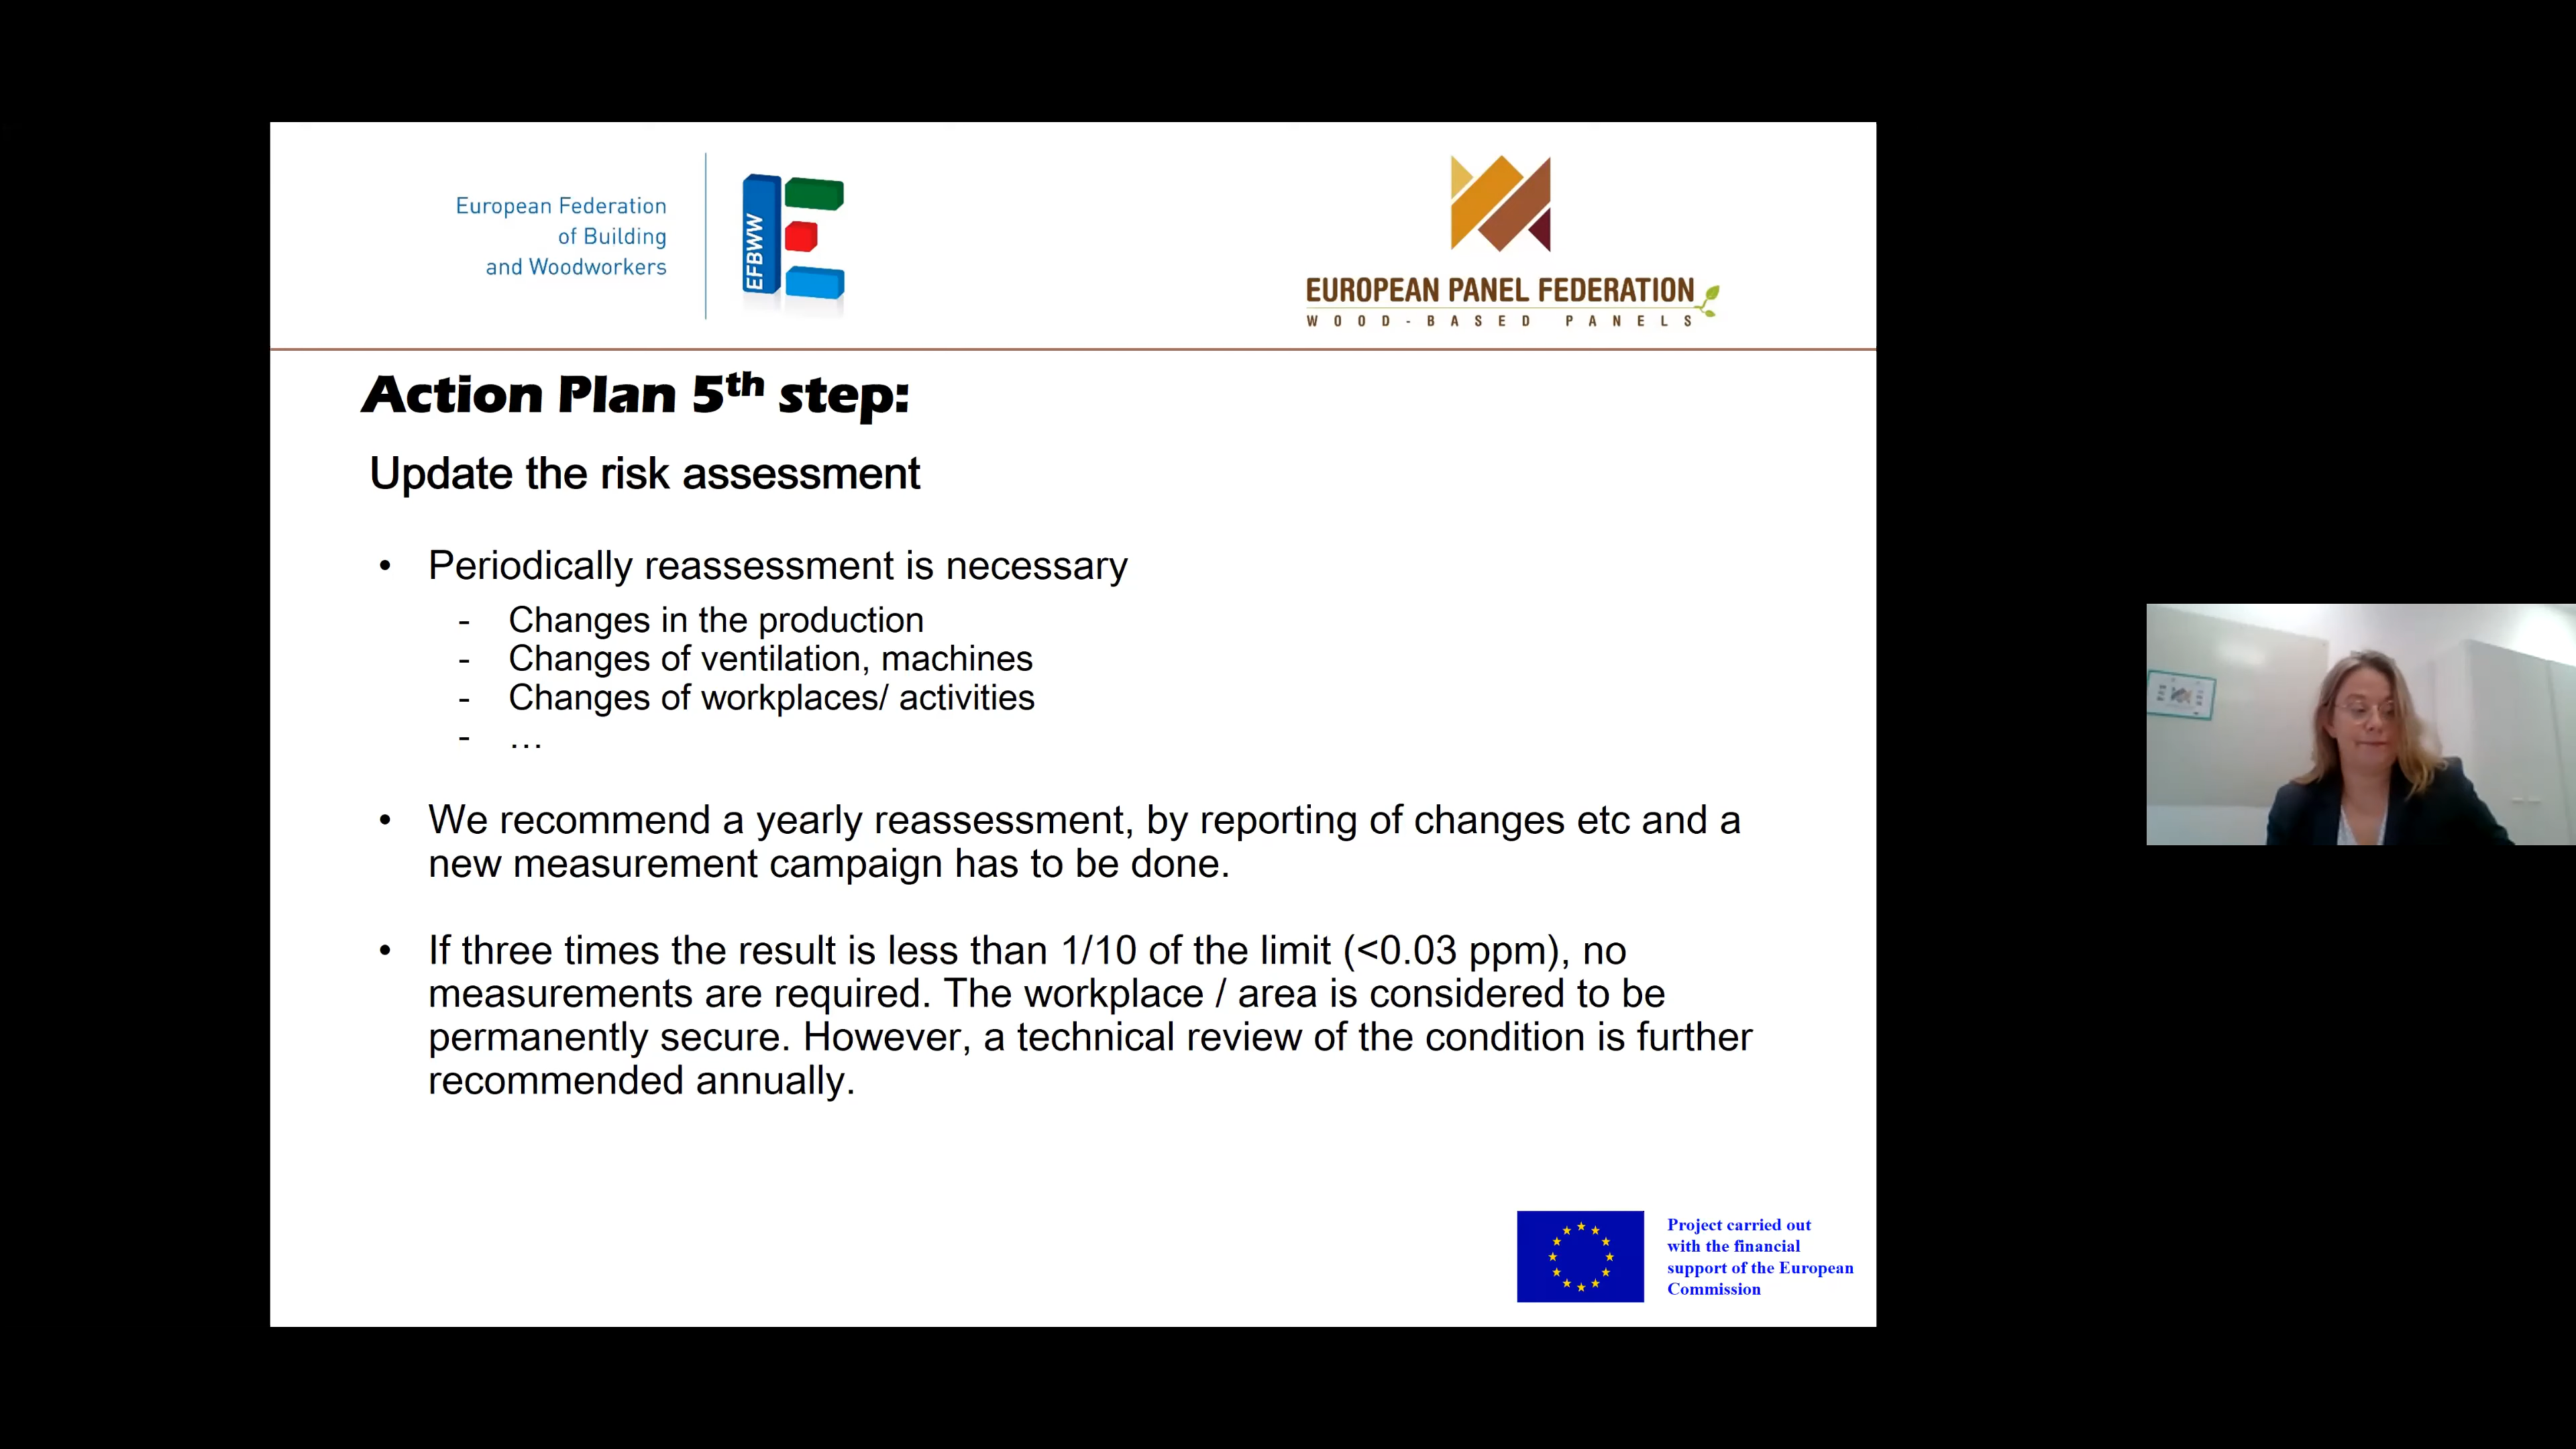 European Federation
of Building
and Woodworkers
EFBWW
EUROPEAN PANEL FEDERATION
WOOD-BASED PANELS
Action Plan 5th step:
Update the risk assessment
• Periodically reassessment is necessary
- Changes in the production
- Changes of ventilation, machines
- Changes of workplaces/ activities
- …
• We recommend a yearly reassessment, by reporting of changes etc and a
new measurement campaign has to be done.
• If three times the result is less than 1/10 of the limit (<0.03 ppm), no
measurements are required. The workplace / area is considered to be
permanently secure. However, a technical review of the condition is further
recommended annually.
Project carried out
with the financial
support of the European
Commission